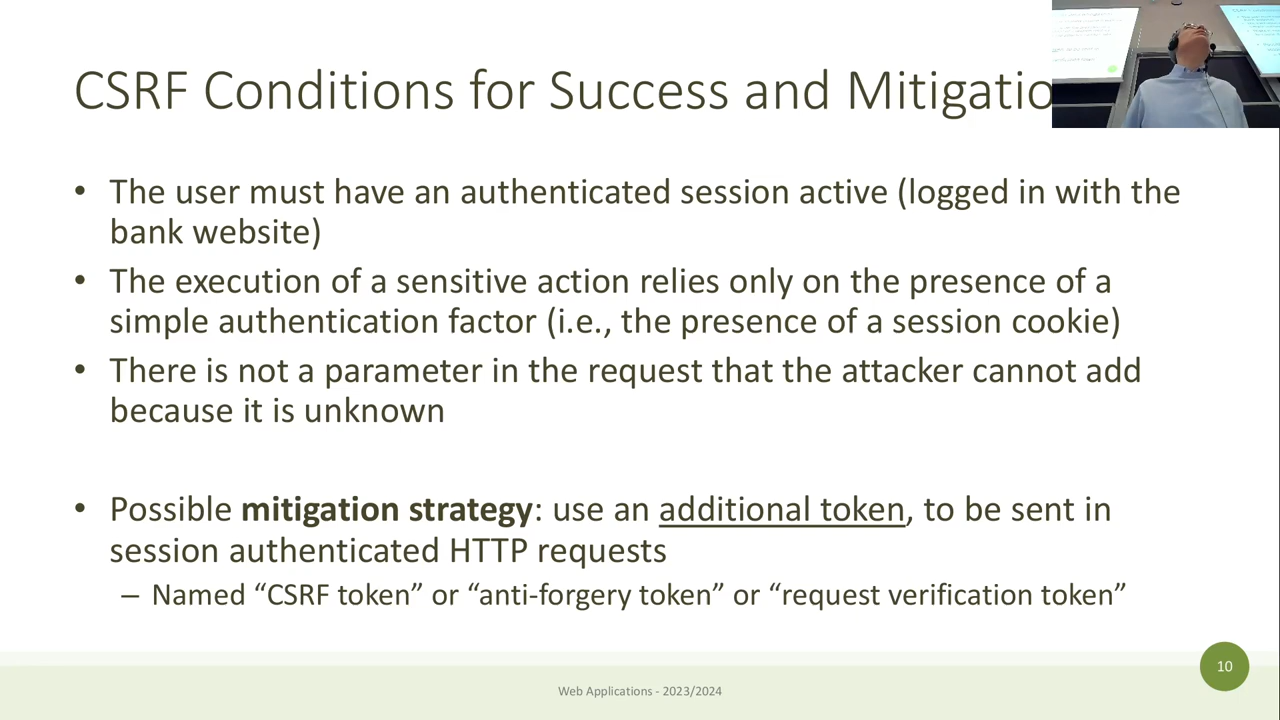 CSRF Conditions for Success and Mitigatio
• The user must have an authenticated session active (logged in with the
bank website)
• The execution of a sensitive action relies only on the presence of a
simple authentication factor (i.e., the presence of a session cookie)
• There is not a parameter in the request that the attacker cannot add
because it is unknown
• Possible mitigation strategy: use an additional token, to be sent in
session authenticated HTTP requests
– Named “CSRF token” or “anti-forgery token” or “request verification token”
10
Web Applications - 2023/2024